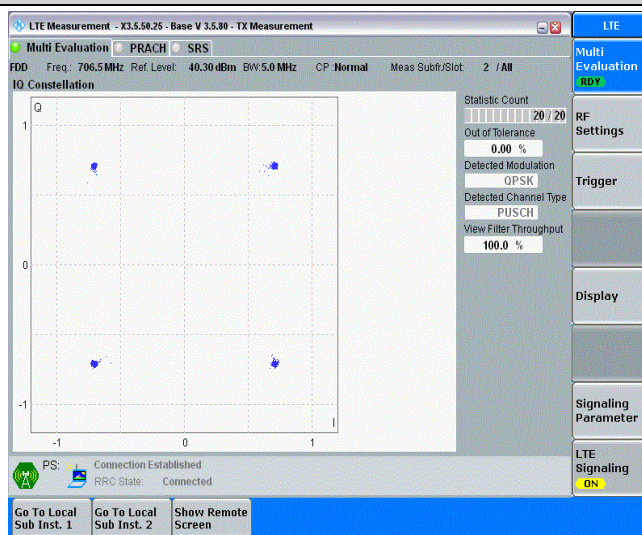 LTE Measurement - X3.5.50.25 - Base V 3.5.80 - TX Measurement
LTE
Multi Evaluation PRACH SRS
FDD Freq.: 706.5 MHz Ref. Level: 40.30 dBm BW: 5.0 MHz CP : Normal Meas Subfr./Slot: 2 / All
IQ Constellation
Q
1
0
-1
-1 0 1
I
Statistic Count
20 / 20
Out of Tolerance
0.00 %
Detected Modulation
QPSK
Detected Channel Type
PUSCH
View Filter Throughput
100.0 %
Multi
Evaluation
RDY
RF
Settings
Trigger
Display
Signaling
Parameter
LTE
Signaling
ON
PS: Connection Established
RRC State: Connected
Go To Local
Sub Inst. 1
Go To Local
Sub Inst. 2
Show Remote
Screen